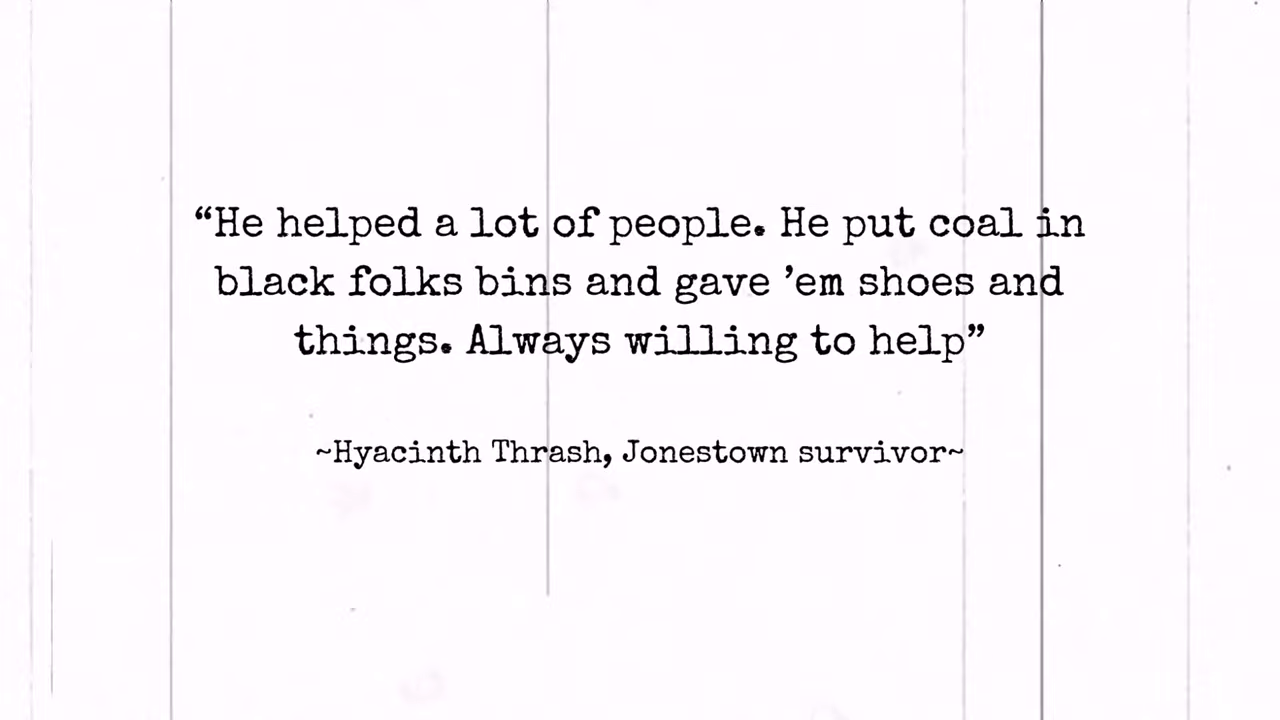 “He helped a lot of people. He put coal in
black folks bins and gave ’em shoes and
things. Always willing to help”
~Hyacinth Thrash, Jonestown survivor~